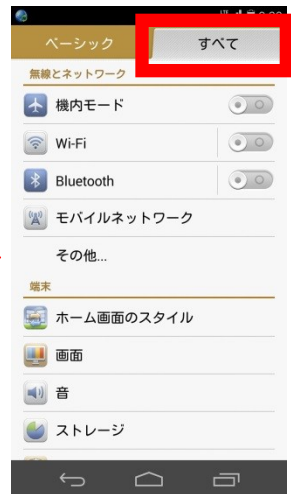 ベーシック
すべて
無線とネットワーク
機内モード
Wi-Fi
Bluetooth
モバイルネットワーク
その他...
端末
ホーム画面のスタイル
画面
音
ストレージ